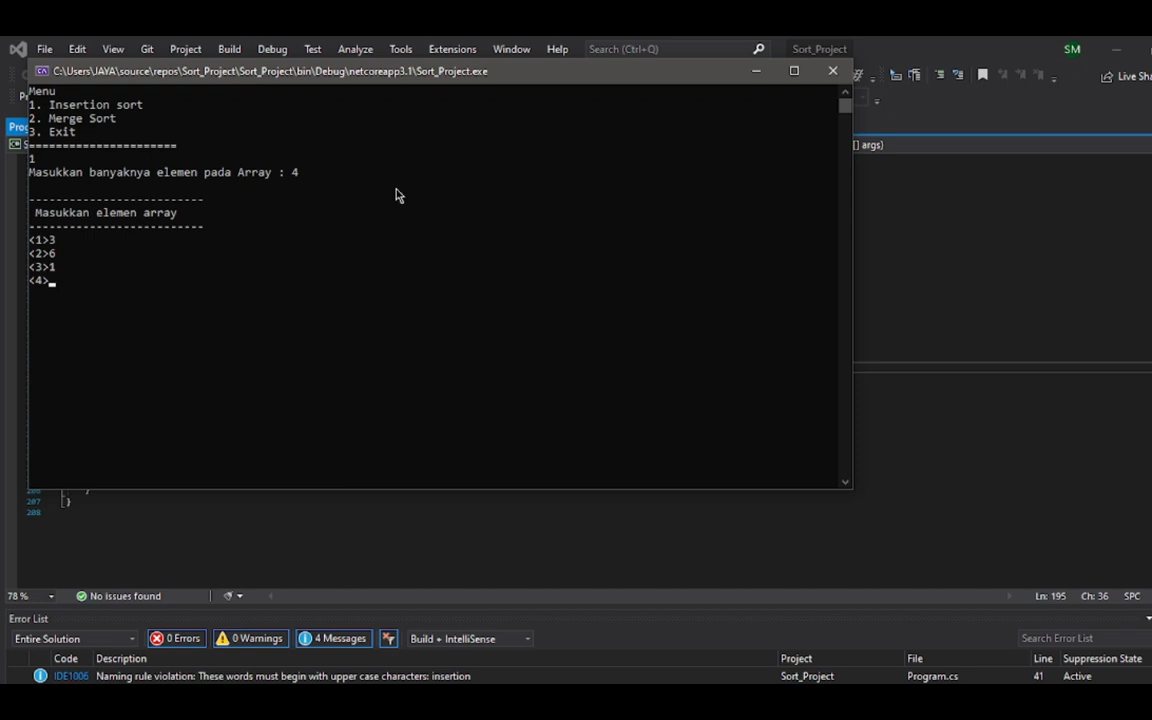 File Edit View Git Project Build Debug Test Analyze Tools Extensions Window Help Search (Ctrl+Q) Sort_Project SM
C:\Users\JAYA\source\repos\Sort_Project\Sort_Project\bin\Debug\netcoreapp3.1\Sort_Project.exe
Live Sha
Menu
1. Insertion sort
2. Merge Sort
3. Exit
======================
1
Masukkan banyaknya elemen pada Array : 4
--------------------------
Masukkan elemen array
--------------------------
<1>3
<2>6
<3>1
<4>
Prog
[] args)
207 }
208
78 % No issues found Ln: 195 Ch: 36 SPC
Error List
Entire Solution 0 Errors 0 Warnings 4 Messages Build + IntelliSense Search Error List
Code Description Project File Line Suppression State
IDE1006 Naming rule violation: These words must begin with upper case characters: insertion Sort_Project Program.cs 41 Active